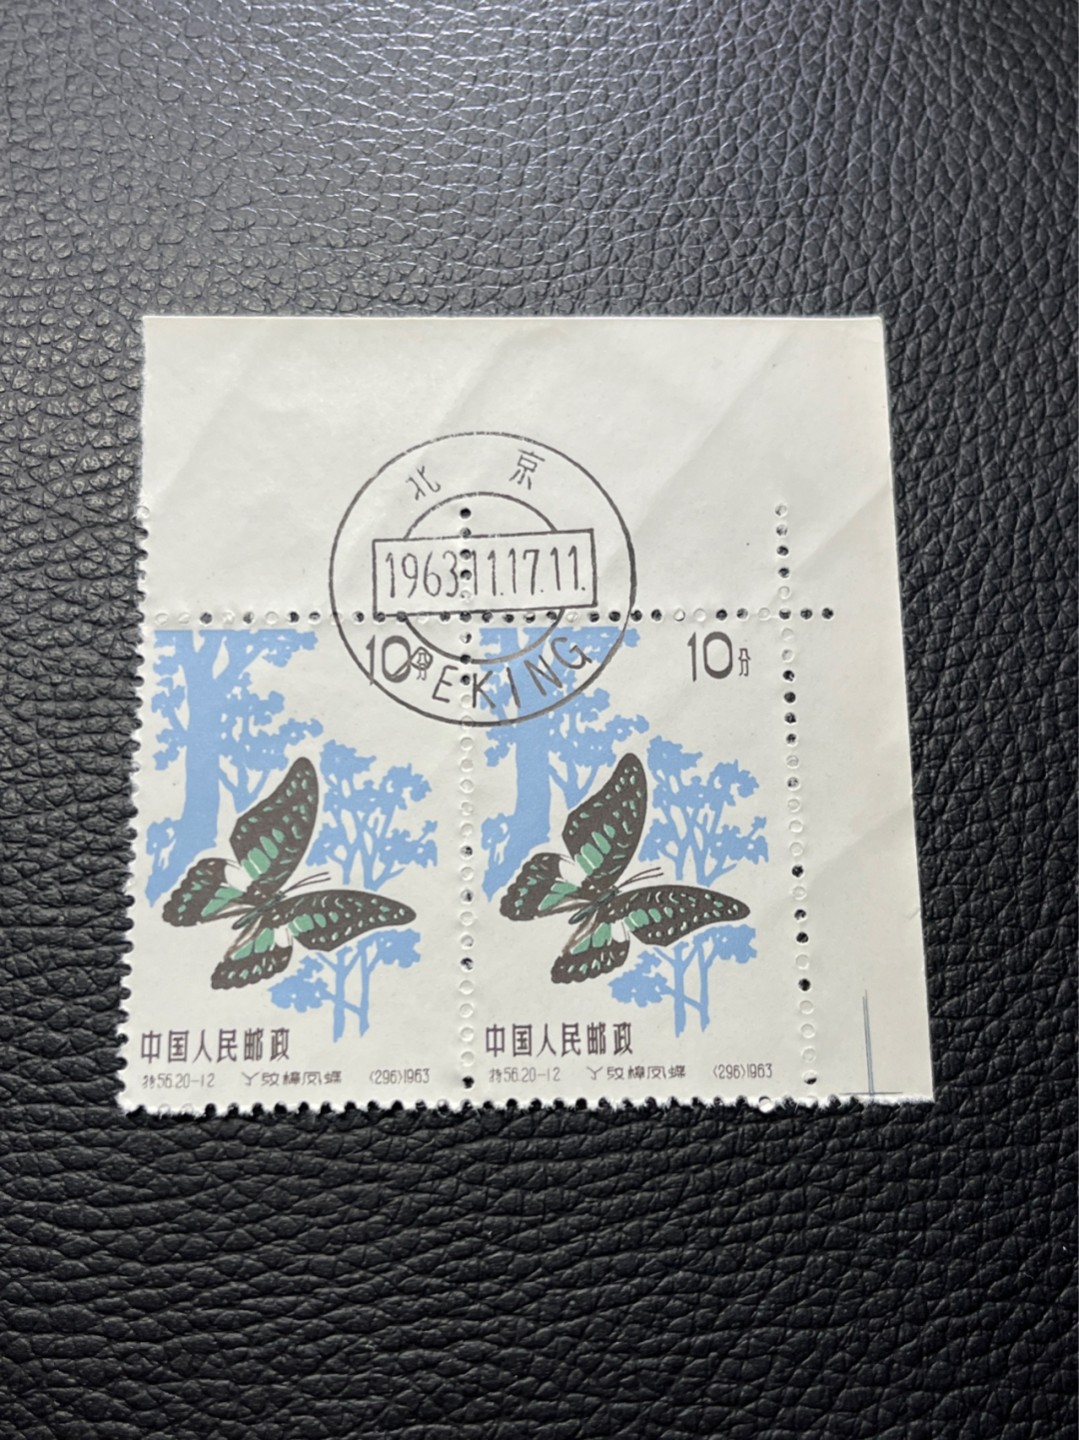 北京
1963.11.17.11.
PEKING
10分
10分
中国人民邮政
特56.20-12 丫纹樟凤蝶 (296)1963
中国人民邮政
特56.20-12 丫纹樟凤蝶 (296)1963